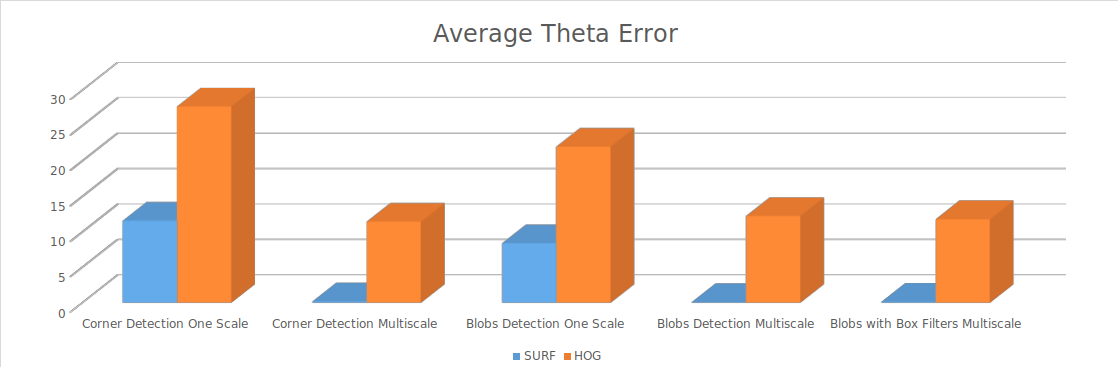 Average Theta Error
30
25
20
15
10
5
0
Corner Detection One Scale Corner Detection Multiscale Blobs Detection One Scale Blobs Detection Multiscale Blobs with Box Filters Multiscale
SURF HOG